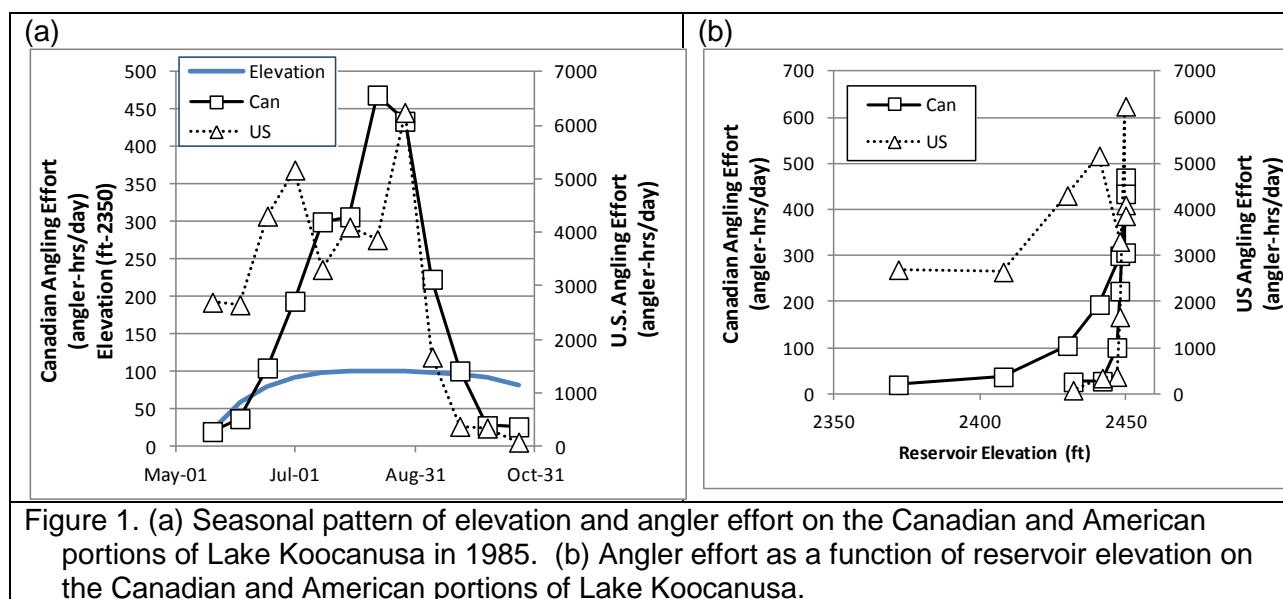 (a)
Elevation
Can
US
500
450
400
350
300
250
200
150
100
50
0
7000
6000
5000
4000
3000
2000
1000
0
May-01 Jul-01 Aug-31 Oct-31
Canadian Angling Effort
(angler-hrs/day)
Elevation (ft-2350)
U.S. Angling Effort
(angler-hrs/day)
(b)
Can
US
700
600
500
400
300
200
100
0
7000
6000
5000
4000
3000
2000
1000
0
2350 2400 2450
Reservoir Elevation (ft)
Canadian Angling Effort
(angler-hrs/day)
US Angling Effort
(angler-hrs/day)
Figure 1. (a) Seasonal pattern of elevation and angler effort on the Canadian and American
portions of Lake Koocanusa in 1985. (b) Angler effort as a function of reservoir elevation on
the Canadian and American portions of Lake Koocanusa.